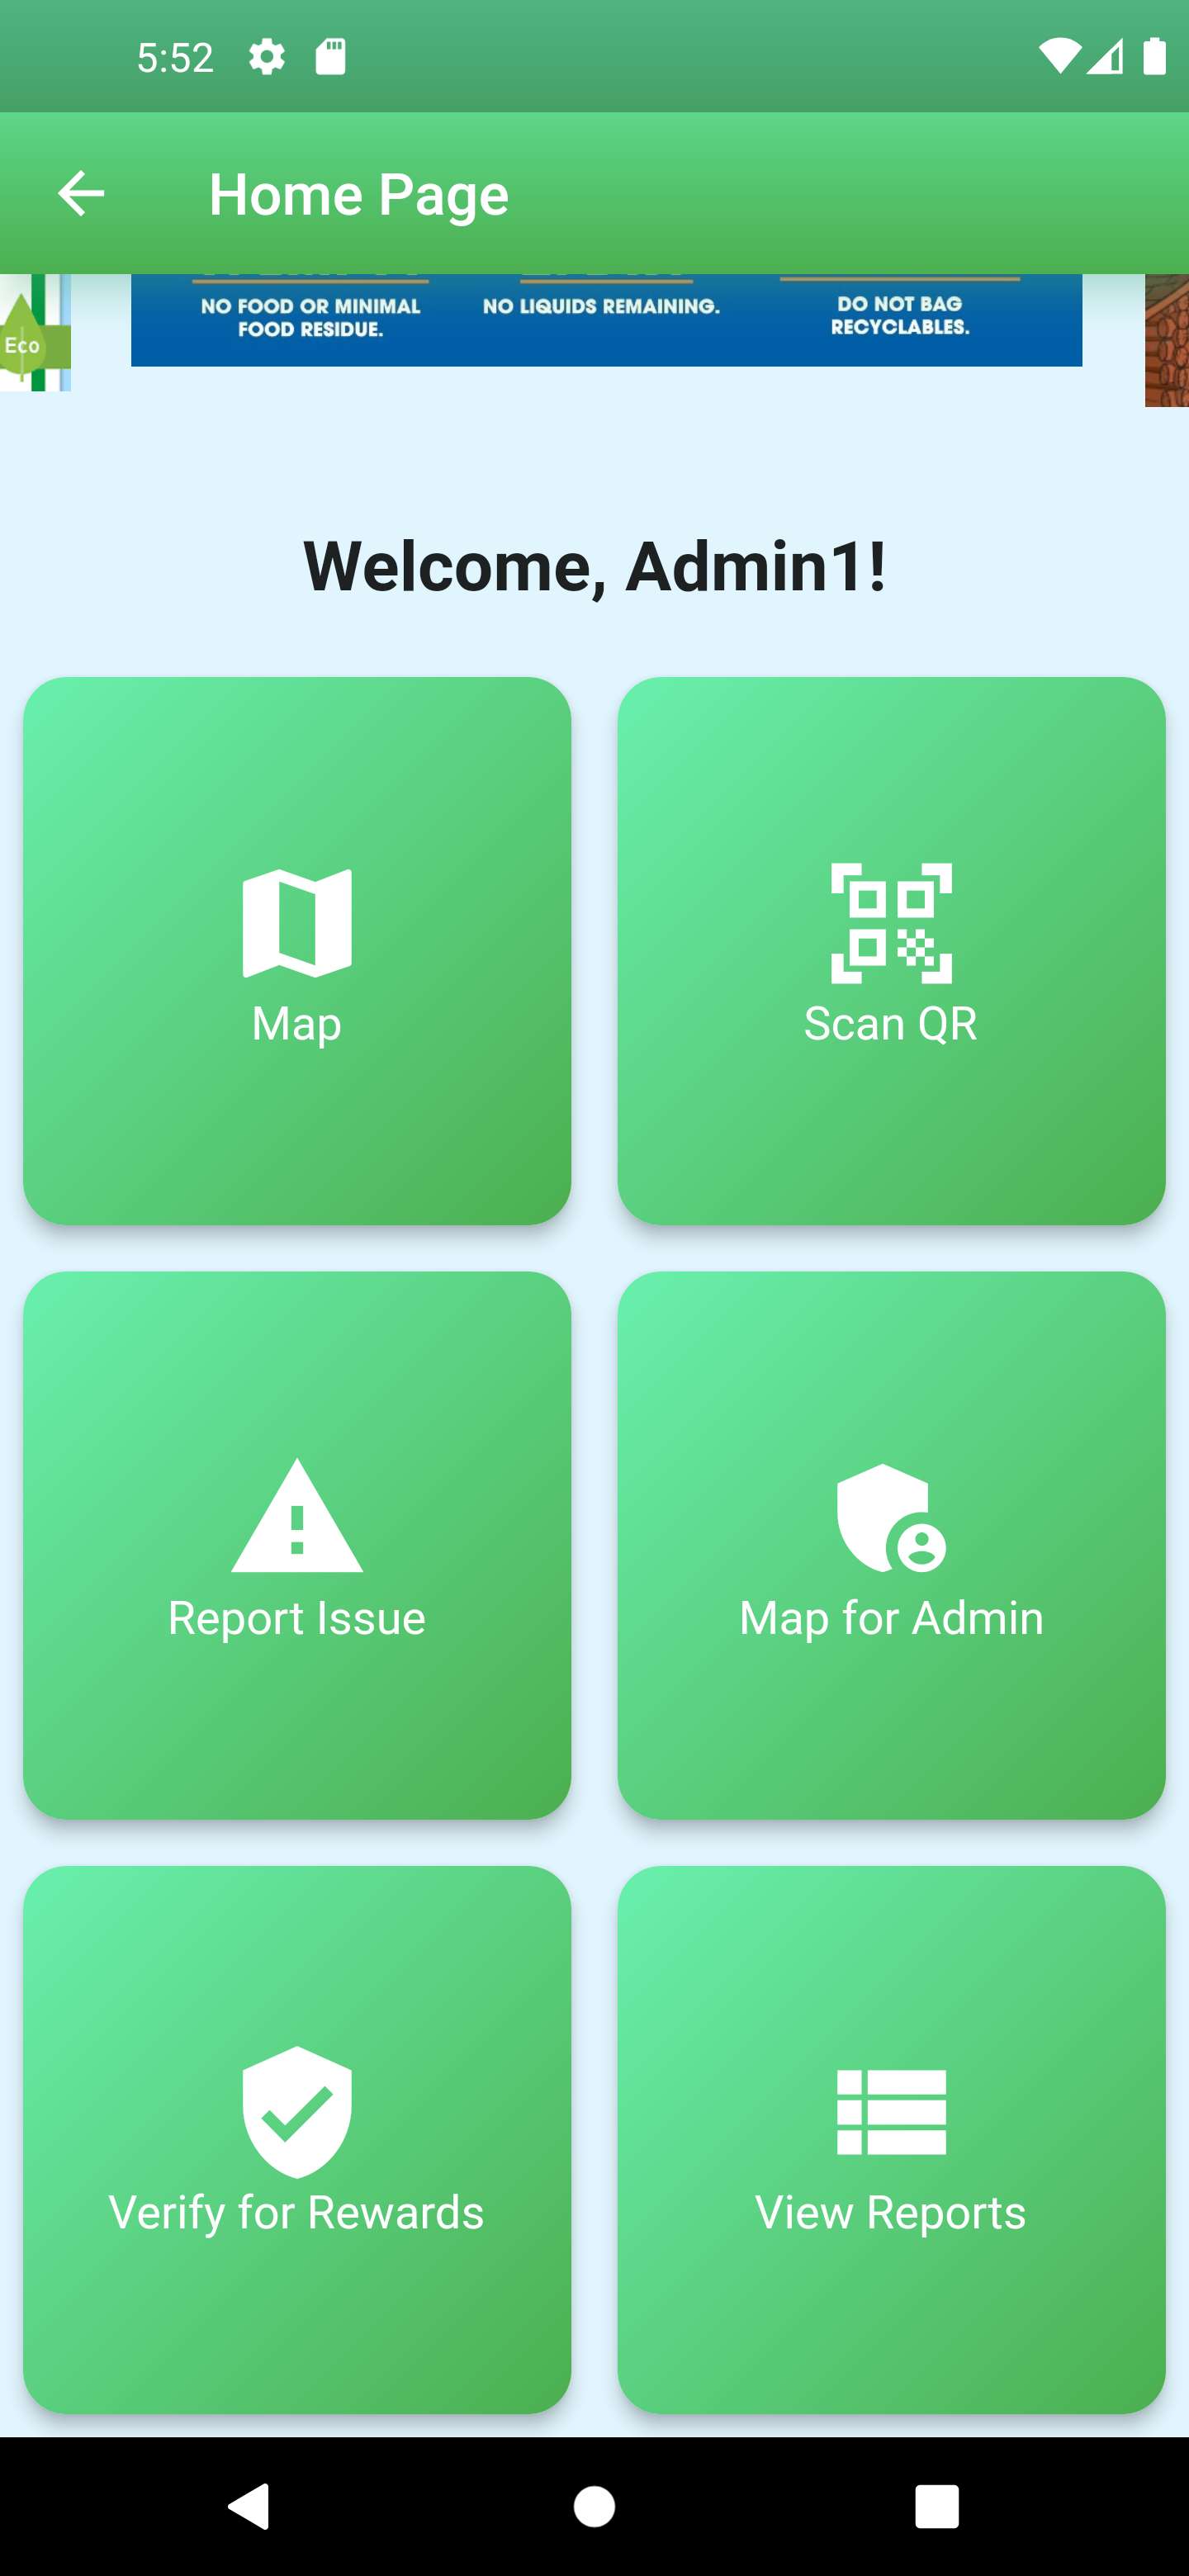 5:52
Home Page
Eco
NO FOOD OR MINIMAL
FOOD RESIDUE.
NO LIQUIDS REMAINING.
DO NOT BAG
RECYCLABLES.
Welcome, Admin1!
Map
Scan QR
Report Issue
Map for Admin
Verify for Rewards
View Reports